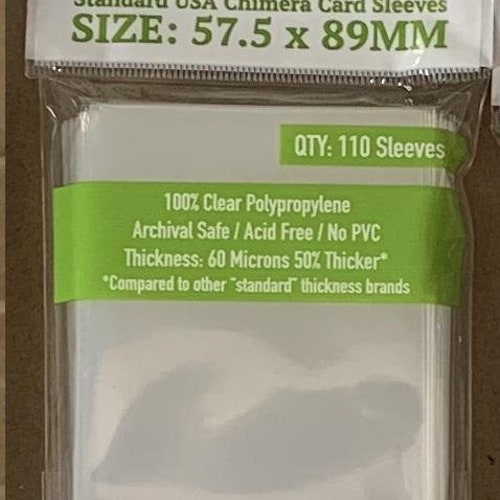 Standard USA Chimera Card Sleeves
SIZE: 57.5 x 89MM
QTY: 110 Sleeves
100% Clear Polypropylene
Archival Safe / Acid Free / No PVC
Thickness: 60 Microns 50% Thicker*
*Compared to other "standard" thickness brands